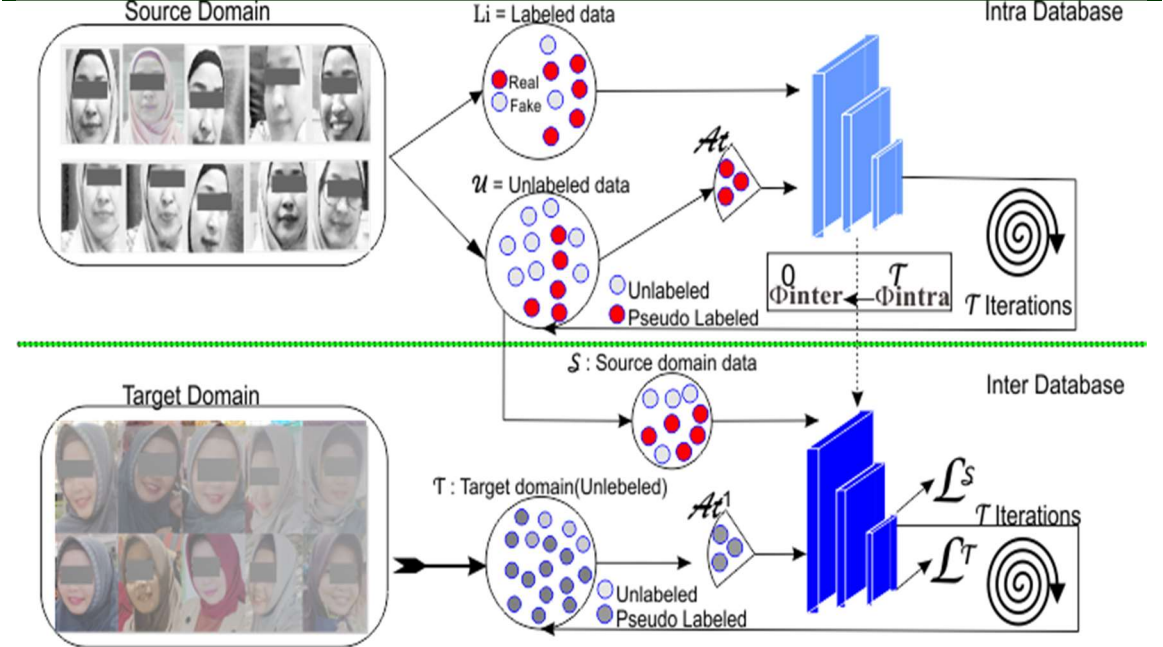 Source Domain
Li = Labeled data
Intra Database
Real
Fake
At
𝒰 = Unlabeled data
Unlabeled
Pseudo Labeled
Q 𝒯
Φinter Φintra
𝒯 Iterations
𝒮 : Source domain data
Inter Database
Target Domain
𝒯 : Target domain(Unlebeled)
At¹
ℒˢ
𝒯 Iterations
ℒᵀ
Unlabeled
Pseudo Labeled